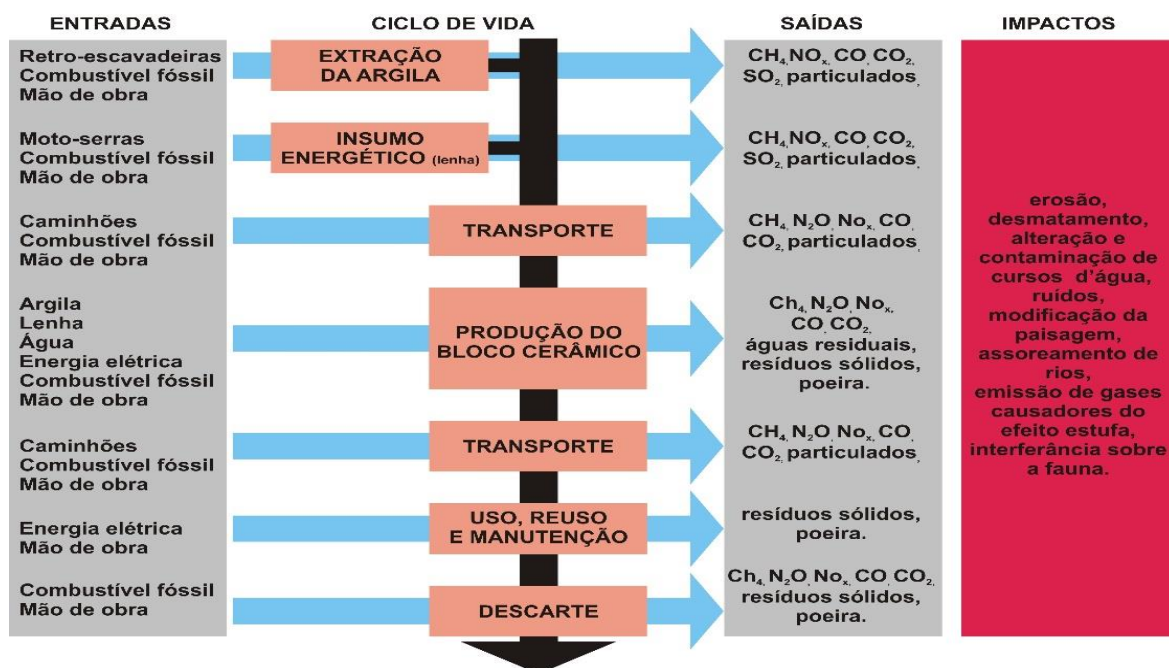 ENTRADAS
CICLO DE VIDA
SAÍDAS
IMPACTOS
Retro-escavadeiras
Combustível fóssil
Mão de obra
EXTRAÇÃO
DA ARGILA
CH₄, NOₓ, CO, CO₂,
SO₂, particulados,
Moto-serras
Combustível fóssil
Mão de obra
INSUMO
ENERGÉTICO (lenha)
CH₄, NOₓ, CO, CO₂,
SO₂, particulados,
Caminhões
Combustível fóssil
Mão de obra
TRANSPORTE
CH₄, N₂O, Noₓ, CO,
CO₂, particulados,
Argila
Lenha
Água
Energia elétrica
Combustível fóssil
Mão de obra
PRODUÇÃO DO
BLOCO CERÂMICO
Ch₄, N₂O, Noₓ,
CO, CO₂,
águas residuais,
resíduos sólidos,
poeira.
Caminhões
Combustível fóssil
Mão de obra
TRANSPORTE
CH₄, N₂O, Noₓ, CO,
CO₂, particulados,
Energia elétrica
Mão de obra
USO, REUSO
E MANUTENÇÃO
resíduos sólidos,
poeira.
Combustível fóssil
Mão de obra
DESCARTE
Ch₄, N₂O, Noₓ, CO, CO₂,
resíduos sólidos,
poeira.
erosão,
desmatamento,
alteração e
contaminação de
cursos d'água,
ruídos,
modificação da
paisagem,
assoreamento de
rios,
emissão de gases
causadores do
efeito estufa,
interferência sobre
a fauna.